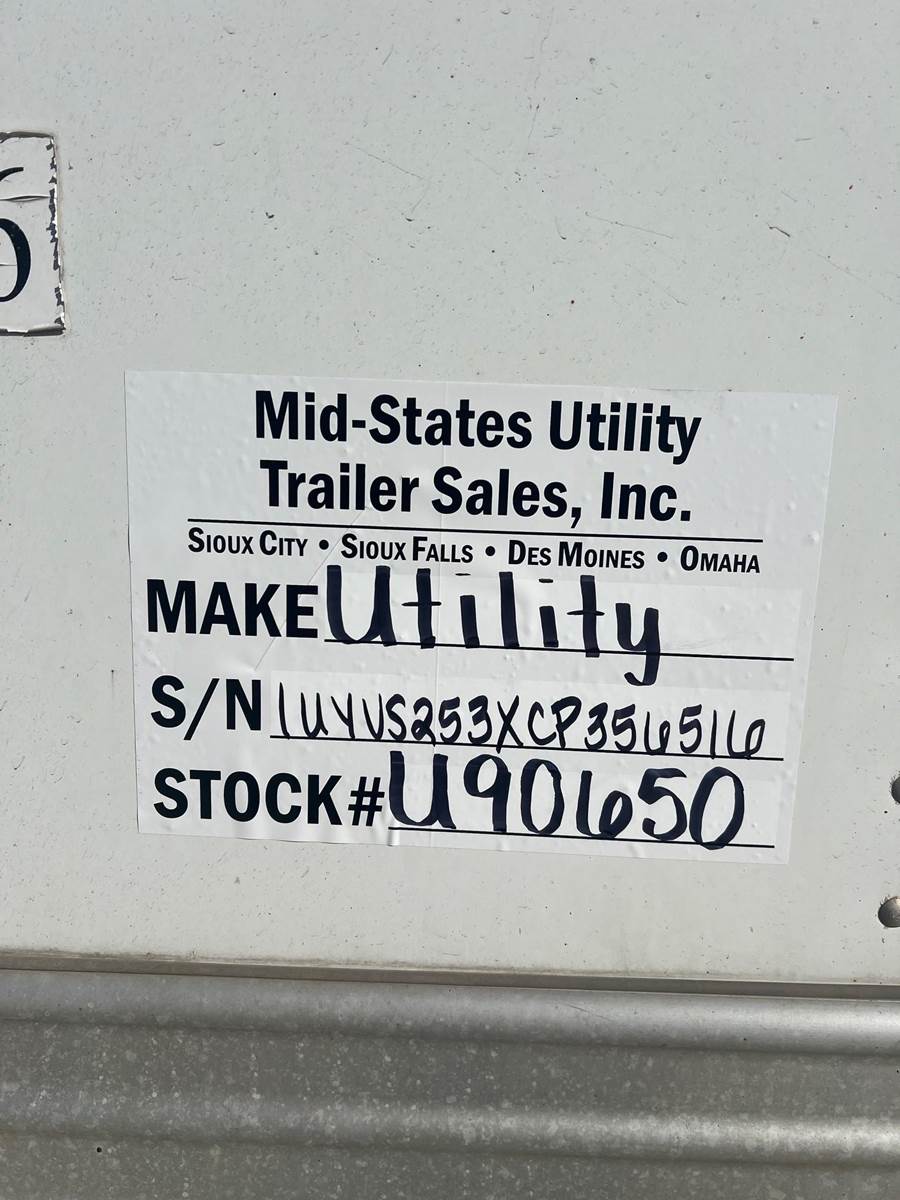 Mid-States Utility
Trailer Sales, Inc.
SIOUX CITY • SIOUX FALLS • DES MOINES • OMAHA
MAKE Utility
S/N 1UYVS253XCP356516
STOCK# U90650